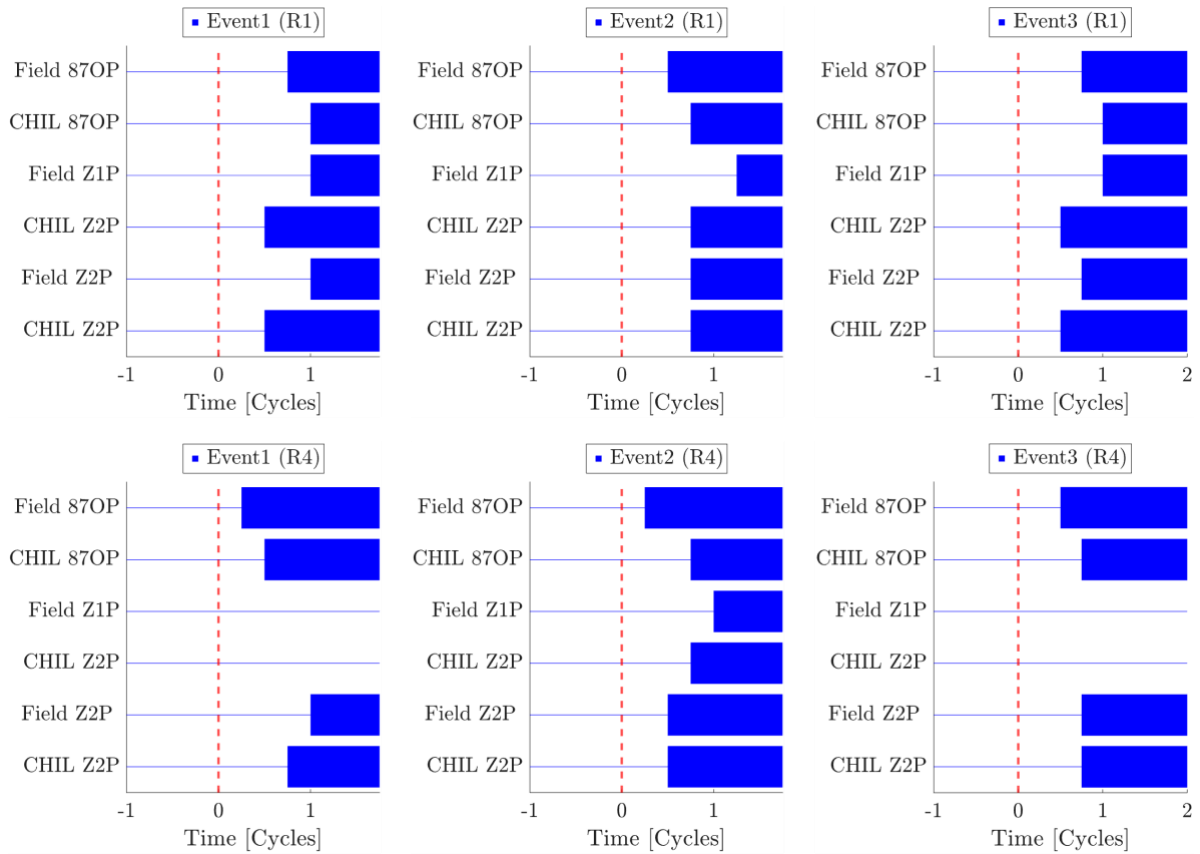 Event1 (R1)
Field 87OP
CHIL 87OP
Field Z1P
CHIL Z2P
Field Z2P
CHIL Z2P
-1 0 1
Time [Cycles]
Event2 (R1)
Field 87OP
CHIL 87OP
Field Z1P
CHIL Z2P
Field Z2P
CHIL Z2P
-1 0 1
Time [Cycles]
Event3 (R1)
Field 87OP
CHIL 87OP
Field Z1P
CHIL Z2P
Field Z2P
CHIL Z2P
-1 0 1 2
Time [Cycles]
Event1 (R4)
Field 87OP
CHIL 87OP
Field Z1P
CHIL Z2P
Field Z2P
CHIL Z2P
-1 0 1
Time [Cycles]
Event2 (R4)
Field 87OP
CHIL 87OP
Field Z1P
CHIL Z2P
Field Z2P
CHIL Z2P
-1 0 1
Time [Cycles]
Event3 (R4)
Field 87OP
CHIL 87OP
Field Z1P
CHIL Z2P
Field Z2P
CHIL Z2P
-1 0 1 2
Time [Cycles]